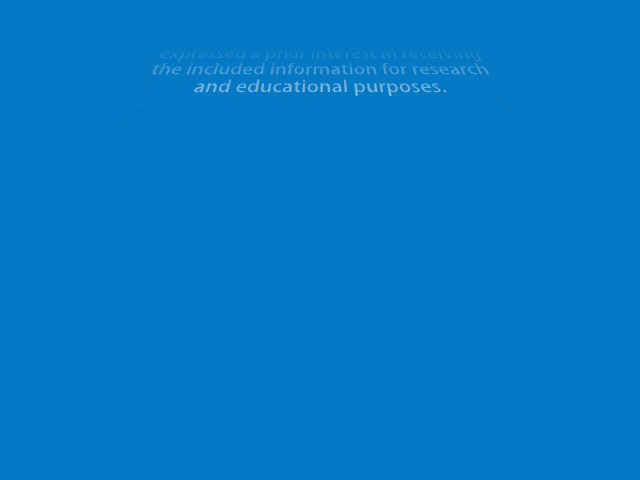 expressed a prior interest in receiving
the included information for research
and educational purposes.